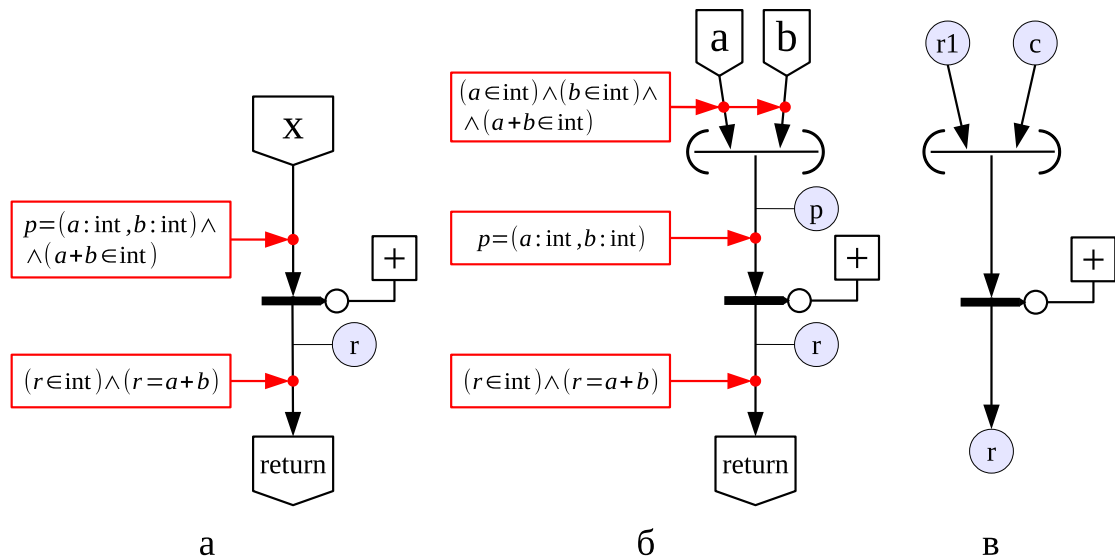 x
p=(a:int,b:int)∧
∧(a+b∈int)
+
r
(r∈int)∧(r=a+b)
return
а
a
b
(a∈int)∧(b∈int)∧
∧(a+b∈int)
p
p=(a:int,b:int)
+
r
(r∈int)∧(r=a+b)
return
б
r1
c
+
r
в